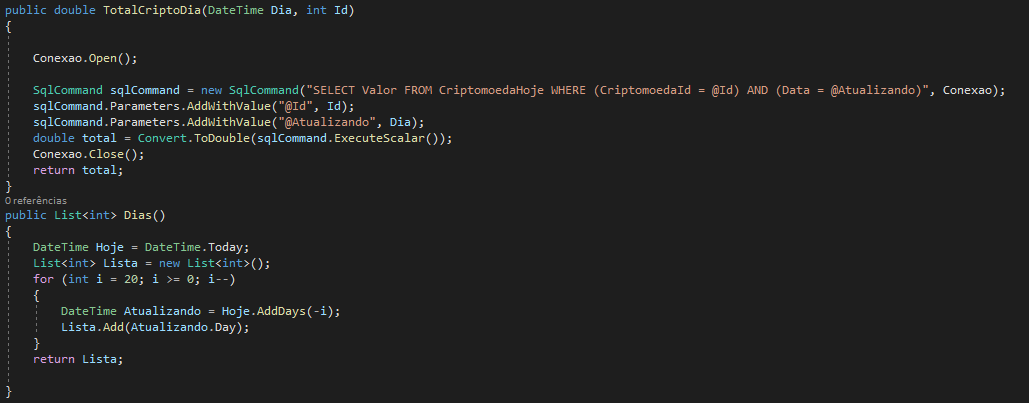 public double TotalCriptoDia(DateTime Dia, int Id)
{
Conexao.Open();
SqlCommand sqlCommand = new SqlCommand("SELECT Valor FROM CriptomoedaHoje WHERE (CriptomoedaId = @Id) AND (Data = @Atualizando)", Conexao);
sqlCommand.Parameters.AddWithValue("@Id", Id);
sqlCommand.Parameters.AddWithValue("@Atualizando", Dia);
double total = Convert.ToDouble(sqlCommand.ExecuteScalar());
Conexao.Close();
return total;
}
0 referências
public List<int> Dias()
{
DateTime Hoje = DateTime.Today;
List<int> Lista = new List<int>();
for (int i = 20; i >= 0; i--)
{
DateTime Atualizando = Hoje.AddDays(-i);
Lista.Add(Atualizando.Day);
}
return Lista;
}